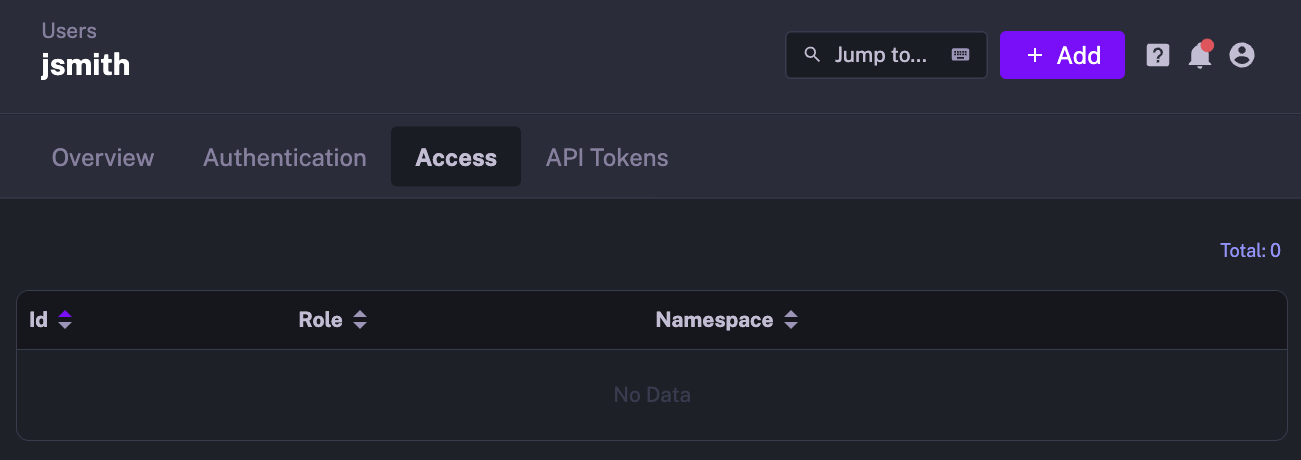 Users
jsmith
Jump to...
+ Add
Overview Authentication Access API Tokens
Total: 0
Id Role Namespace
No Data